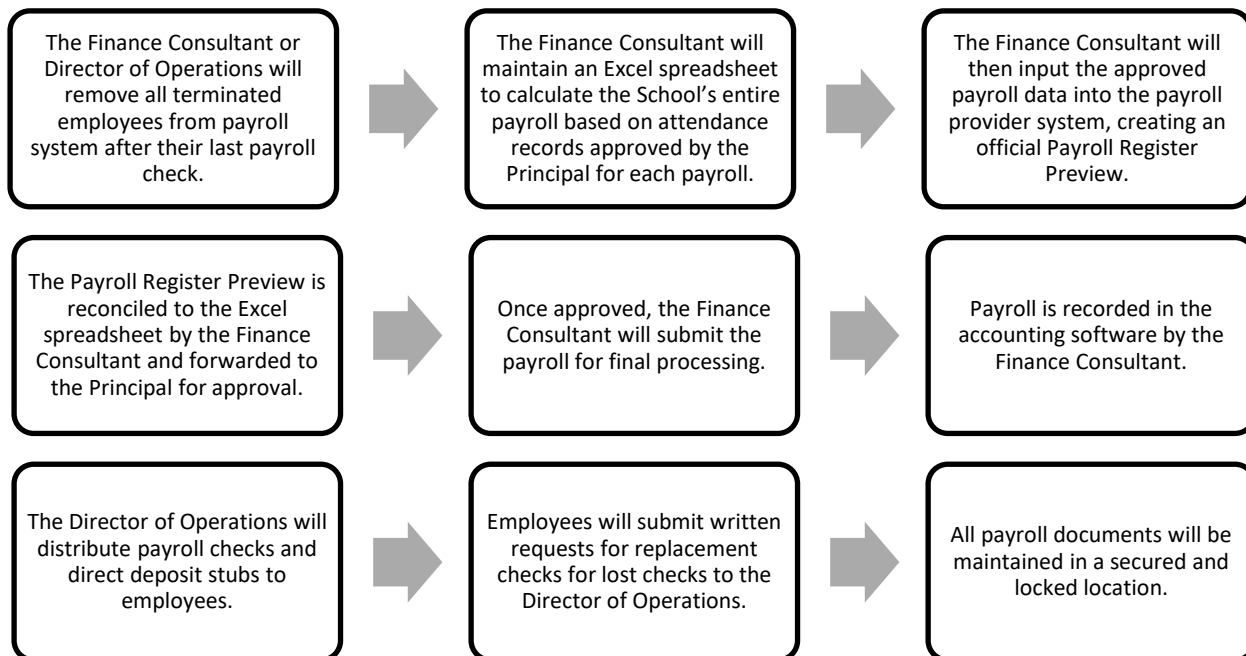 The Finance Consultant or
Director of Operations will
remove all terminated
employees from payroll
system after their last payroll
check.
The Finance Consultant will
maintain an Excel spreadsheet
to calculate the School’s entire
payroll based on attendance
records approved by the
Principal for each payroll.
The Finance Consultant will
then input the approved
payroll data into the payroll
provider system, creating an
official Payroll Register
Preview.
The Payroll Register Preview is
reconciled to the Excel
spreadsheet by the Finance
Consultant and forwarded to
the Principal for approval.
Once approved, the Finance
Consultant will submit the
payroll for final processing.
Payroll is recorded in the
accounting software by the
Finance Consultant.
The Director of Operations will
distribute payroll checks and
direct deposit stubs to
employees.
Employees will submit written
requests for replacement
checks for lost checks to the
Director of Operations.
All payroll documents will be
maintained in a secured and
locked location.